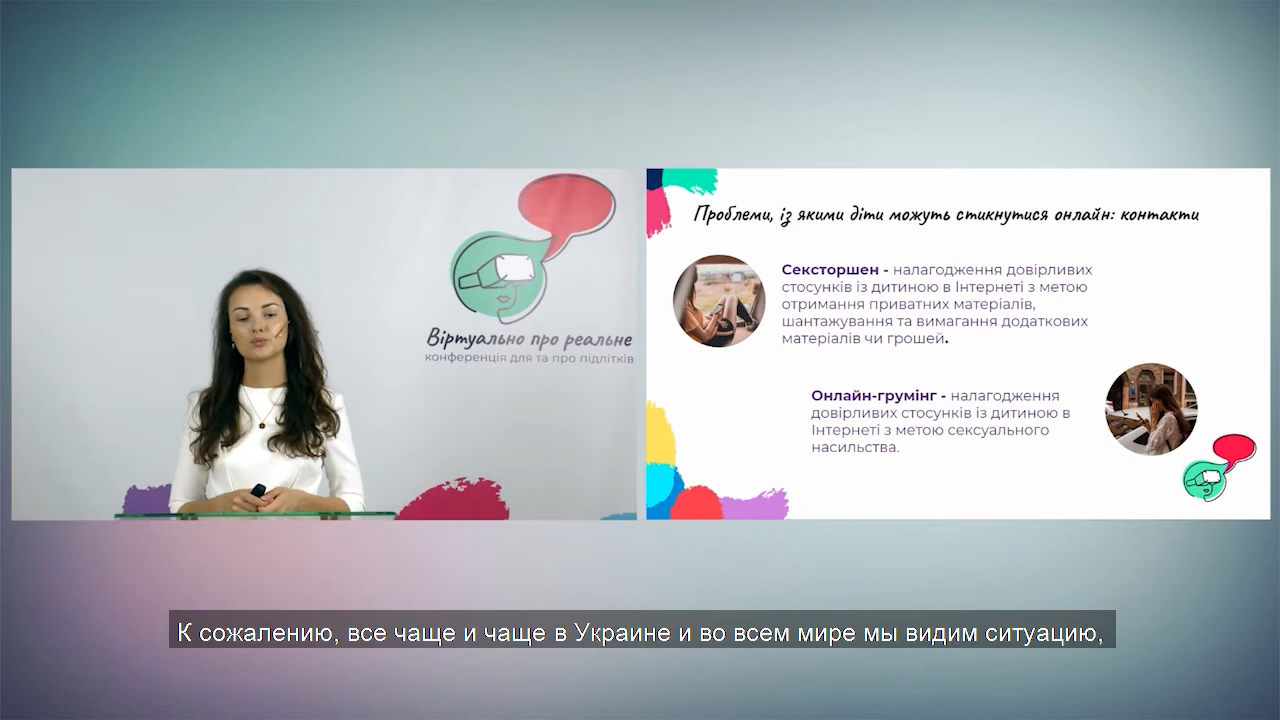 Віртуально про реальне
конференція для та про підлітків
Проблеми, із якими діти можуть стикнутися онлайн: контакти
Сексторшен - налагодження довірливих
стосунків із дитиною в Інтернеті з метою
отримання приватних матеріалів,
шантажування та вимагання додаткових
матеріалів чи грошей.
Онлайн-грумінг - налагодження
довірливих стосунків із дитиною в
Інтернеті з метою сексуального
насильства.
К сожалению, все чаще и чаще в Украине и во всем мире мы видим ситуацию,